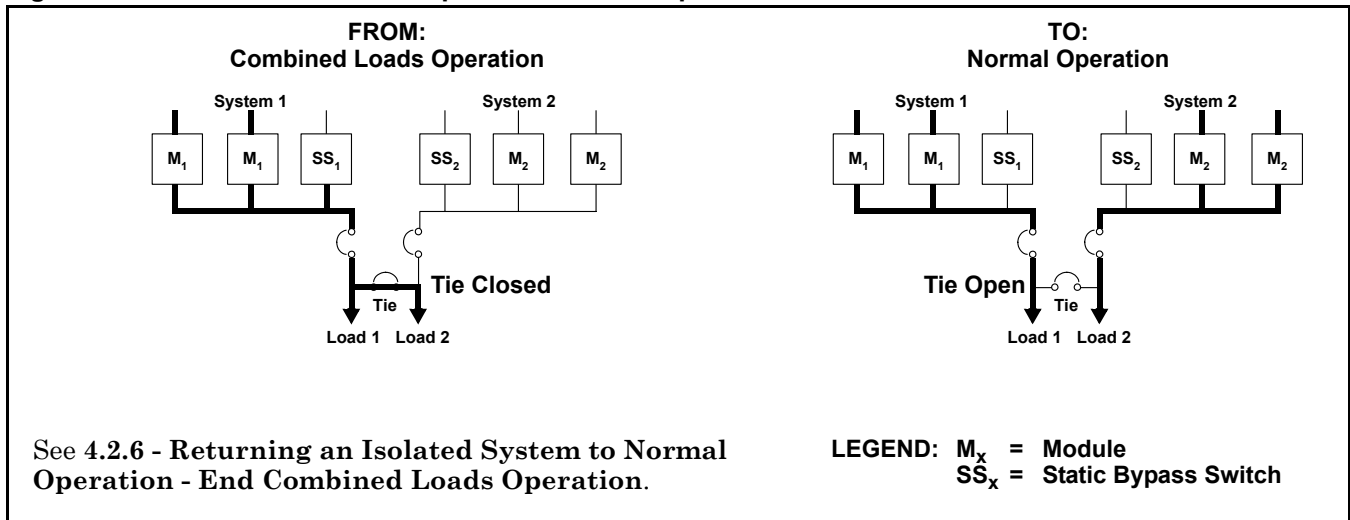 FROM:
Combined Loads Operation
System 1
System 2
M1
M1
SS1
SS2
M2
M2
Tie Closed
Tie
Load 1
Load 2
TO:
Normal Operation
System 1
System 2
M1
M1
SS1
SS2
M2
M2
Tie Open
Tie
Load 1
Load 2
See 4.2.6 - Returning an Isolated System to Normal
Operation - End Combined Loads Operation.
LEGEND: Mx = Module
SSx = Static Bypass Switch